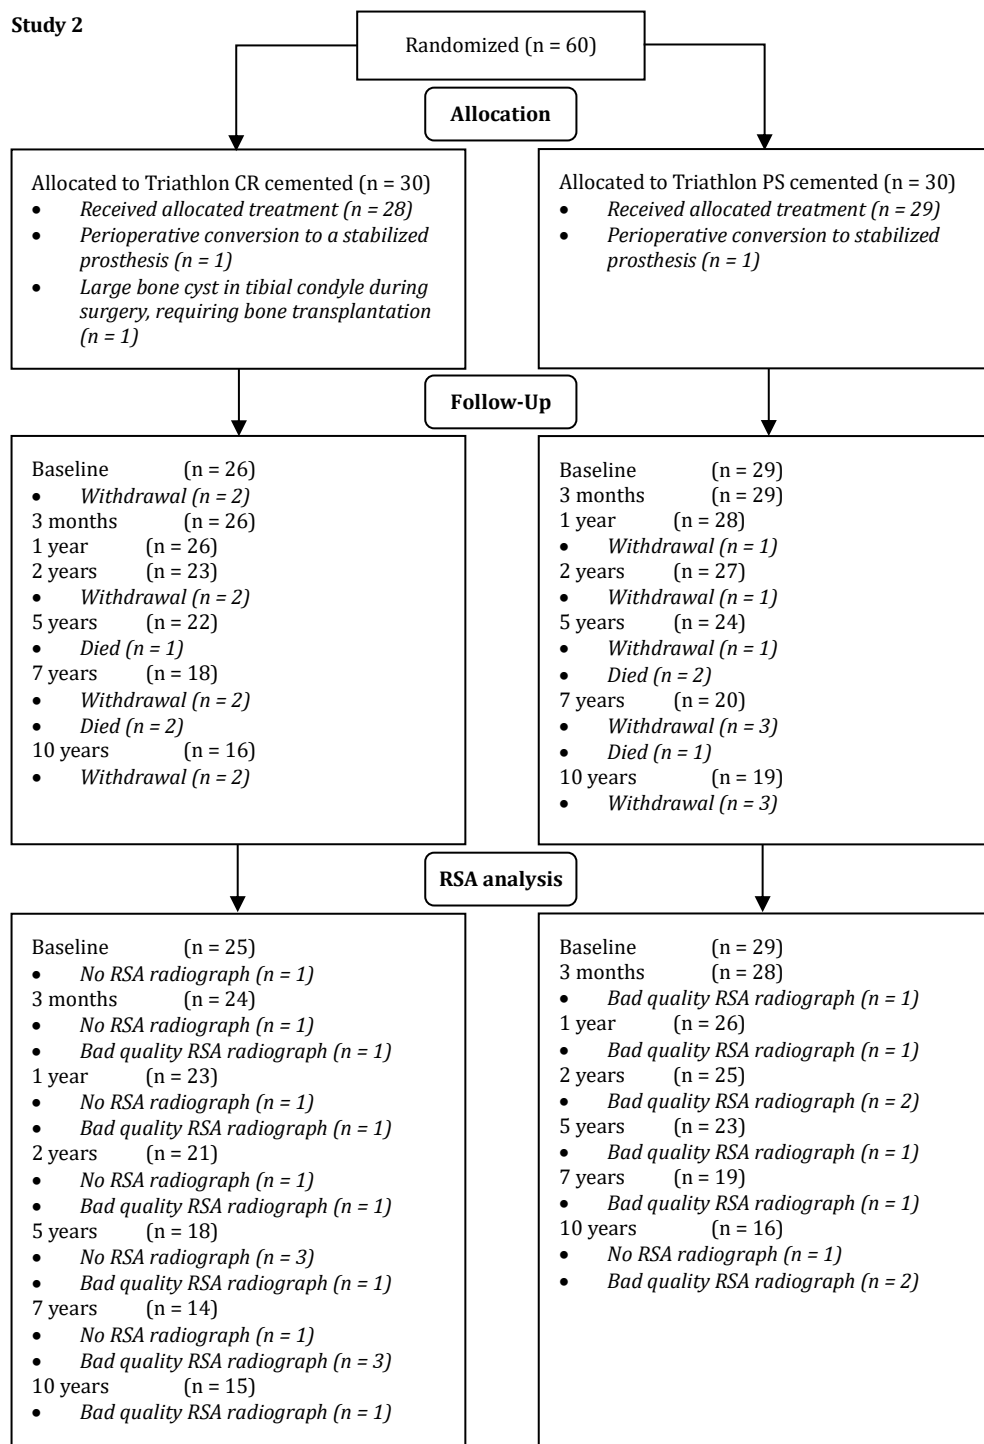 Study 2
Randomized (n = 60)
Allocation
Allocated to Triathlon CR cemented (n = 30)
• Received allocated treatment (n = 28)
• Perioperative conversion to a stabilized
prosthesis (n = 1)
• Large bone cyst in tibial condyle during
surgery, requiring bone transplantation
(n = 1)
Allocated to Triathlon PS cemented (n = 30)
• Received allocated treatment (n = 29)
• Perioperative conversion to stabilized
prosthesis (n = 1)
Follow-Up
Baseline (n = 26)
• Withdrawal (n = 2)
3 months (n = 26)
1 year (n = 26)
2 years (n = 23)
• Withdrawal (n = 2)
5 years (n = 22)
• Died (n = 1)
7 years (n = 18)
• Withdrawal (n = 2)
• Died (n = 2)
10 years (n = 16)
• Withdrawal (n = 2)
Baseline (n = 29)
3 months (n = 29)
1 year (n = 28)
• Withdrawal (n = 1)
2 years (n = 27)
• Withdrawal (n = 1)
5 years (n = 24)
• Withdrawal (n = 1)
• Died (n = 2)
7 years (n = 20)
• Withdrawal (n = 3)
• Died (n = 1)
10 years (n = 19)
• Withdrawal (n = 3)
RSA analysis
Baseline (n = 25)
• No RSA radiograph (n = 1)
3 months (n = 24)
• No RSA radiograph (n = 1)
• Bad quality RSA radiograph (n = 1)
1 year (n = 23)
• No RSA radiograph (n = 1)
• Bad quality RSA radiograph (n = 1)
2 years (n = 21)
• No RSA radiograph (n = 1)
• Bad quality RSA radiograph (n = 1)
5 years (n = 18)
• No RSA radiograph (n = 3)
• Bad quality RSA radiograph (n = 1)
7 years (n = 14)
• No RSA radiograph (n = 1)
• Bad quality RSA radiograph (n = 3)
10 years (n = 15)
• Bad quality RSA radiograph (n = 1)
Baseline (n = 29)
3 months (n = 28)
• Bad quality RSA radiograph (n = 1)
1 year (n = 26)
• Bad quality RSA radiograph (n = 1)
2 years (n = 25)
• Bad quality RSA radiograph (n = 2)
5 years (n = 23)
• Bad quality RSA radiograph (n = 1)
7 years (n = 19)
• Bad quality RSA radiograph (n = 1)
10 years (n = 16)
• No RSA radiograph (n = 1)
• Bad quality RSA radiograph (n = 2)